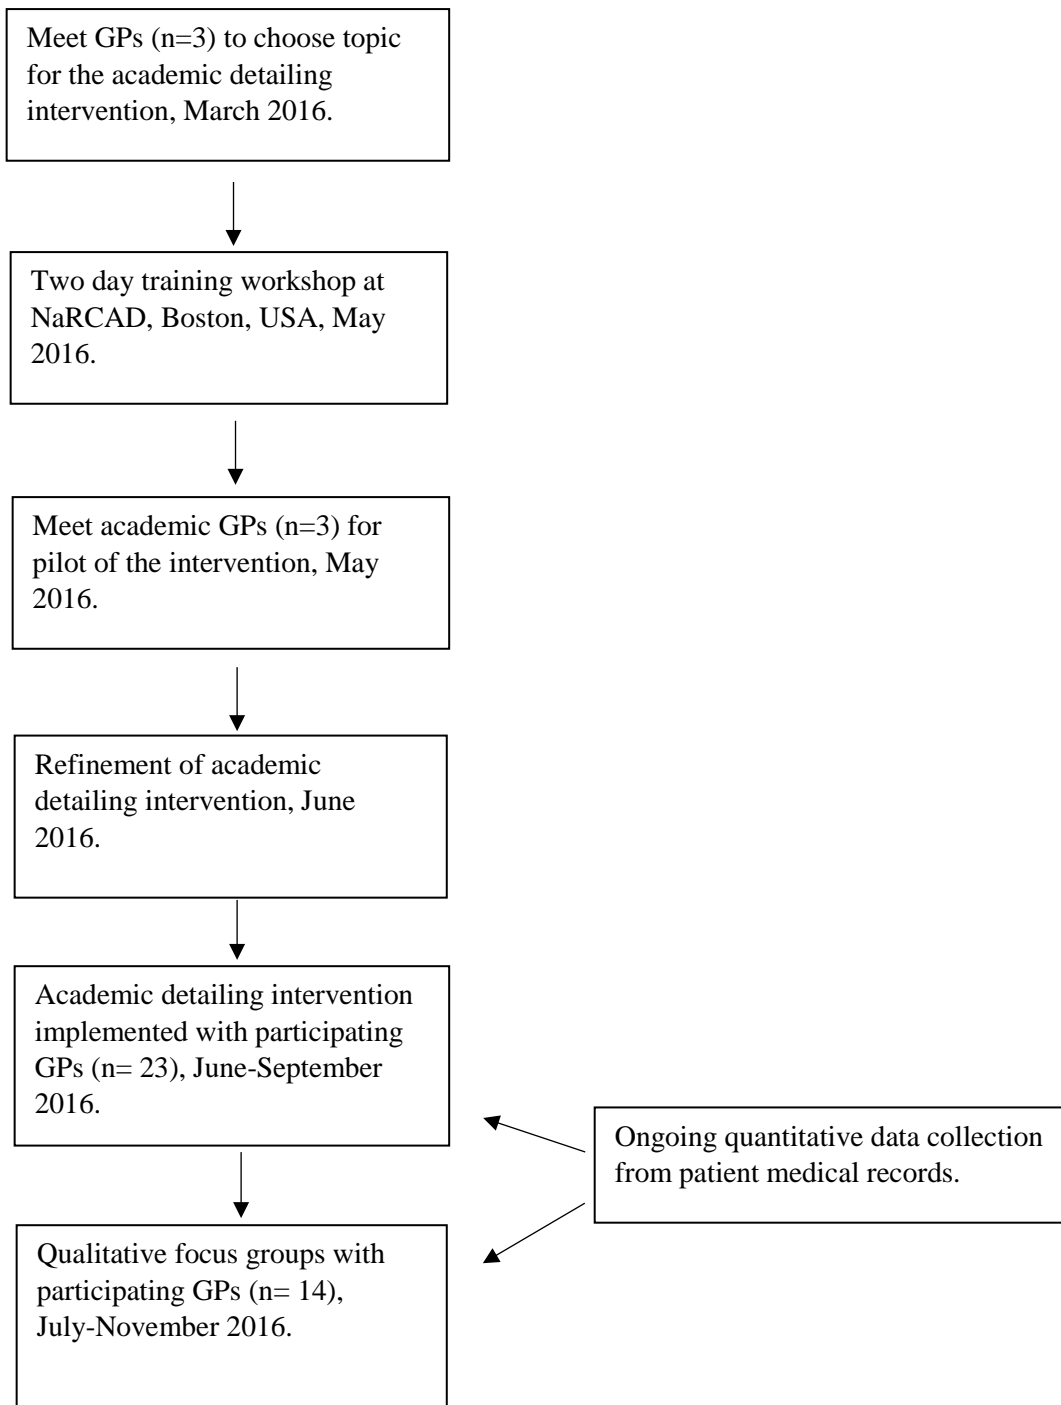 Meet GPs (n=3) to choose topic
for the academic detailing
intervention, March 2016.
Two day training workshop at
NaRCAD, Boston, USA, May
2016.
Meet academic GPs (n=3) for
pilot of the intervention, May
2016.
Refinement of academic
detailing intervention, June
2016.
Academic detailing intervention
implemented with participating
GPs (n= 23), June-September
2016.
Ongoing quantitative data collection
from patient medical records.
Qualitative focus groups with
participating GPs (n= 14),
July-November 2016.